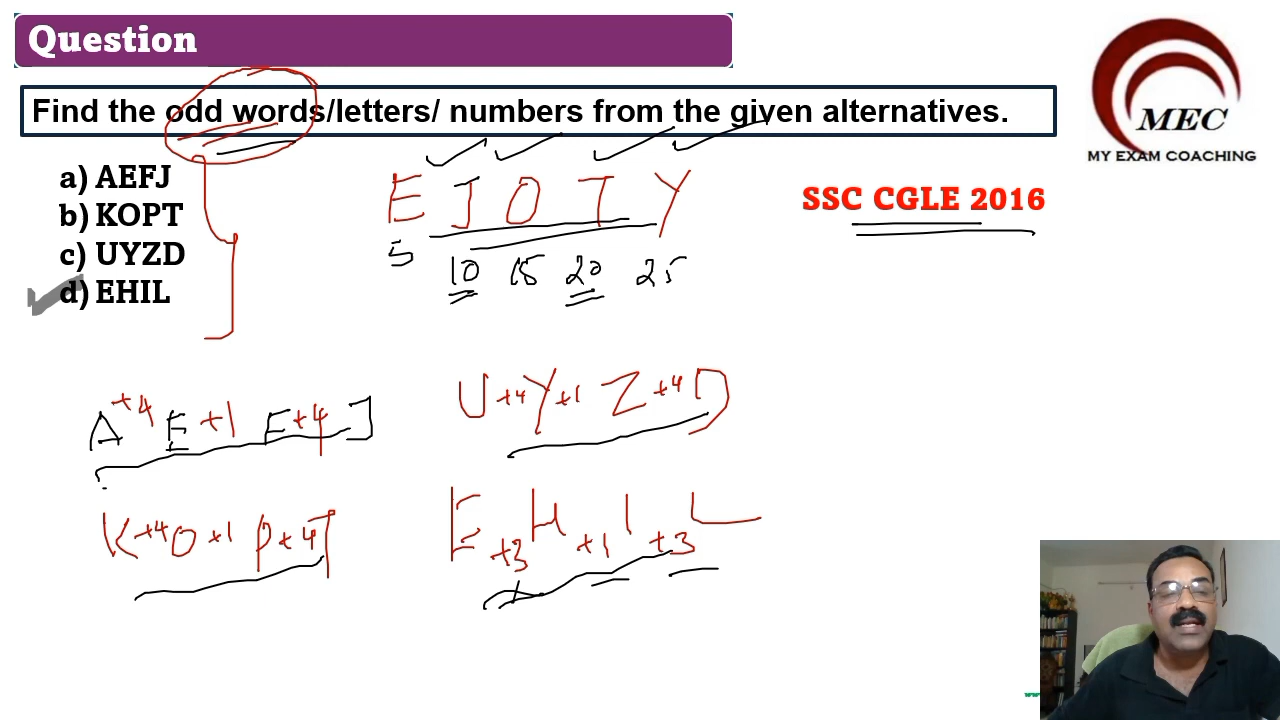 Question
Find the odd words/letters/ numbers from the given alternatives.
MEC
MY EXAM COACHING
a) AEFJ
b) KOPT
c) UYZD
d) EHIL
E J O T Y
5 10 15 20 25
SSC CGLE 2016
A +4 E +1 F +4 J
U +4 Y +1 Z +4 D
K +4 O +1 P +4 T
E +3 H +1 I +3 L